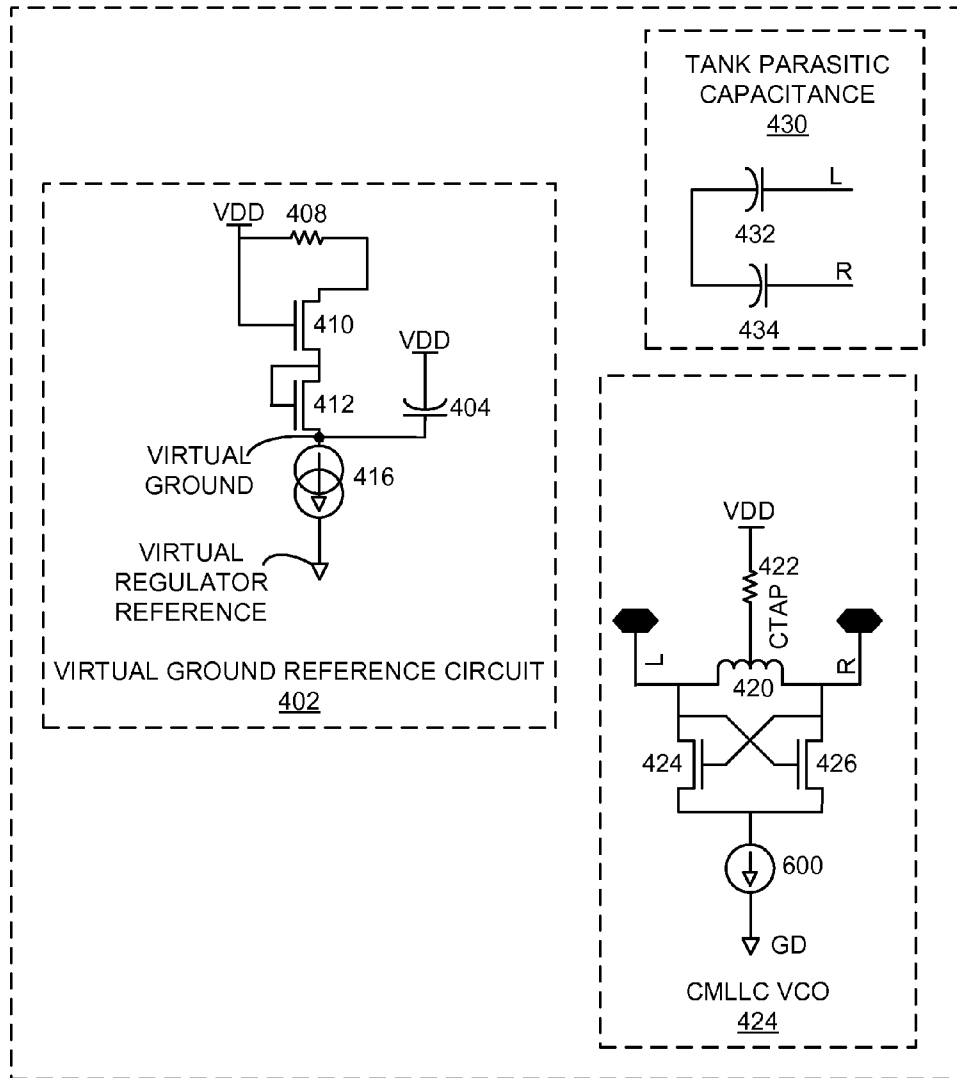 TANK PARASITIC
CAPACITANCE
430
L
432
R
434
VDD
408
410
VDD
412
404
VIRTUAL
GROUND
416
VIRTUAL
REGULATOR
REFERENCE
VIRTUAL GROUND REFERENCE CIRCUIT
402
VDD
422
CTAP
L
R
420
424
426
600
GD
CMLLC VCO
424